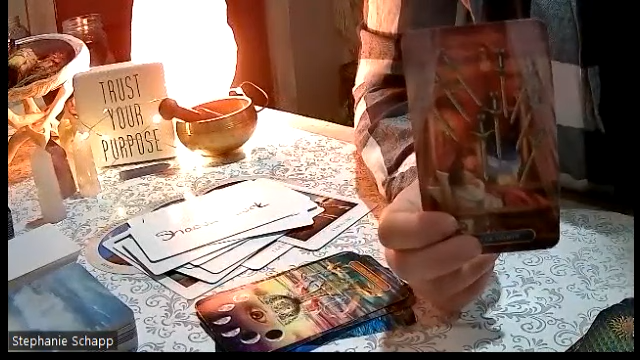 TRUST
YOUR
PURPOSE
Shadow work
Stephanie Schapp